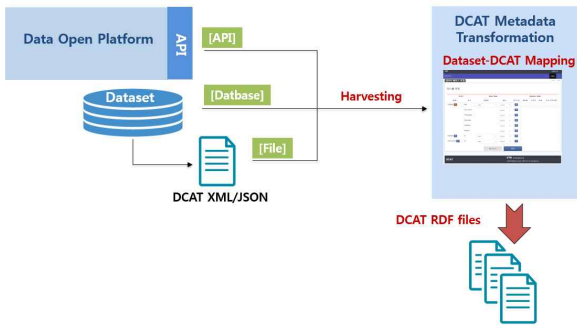 Data Open Platform
API
[API]
Dataset
[Datbase]
[File]
DCAT XML/JSON
Harvesting
DCAT Metadata
Transformation
Dataset-DCAT Mapping
DCAT RDF files